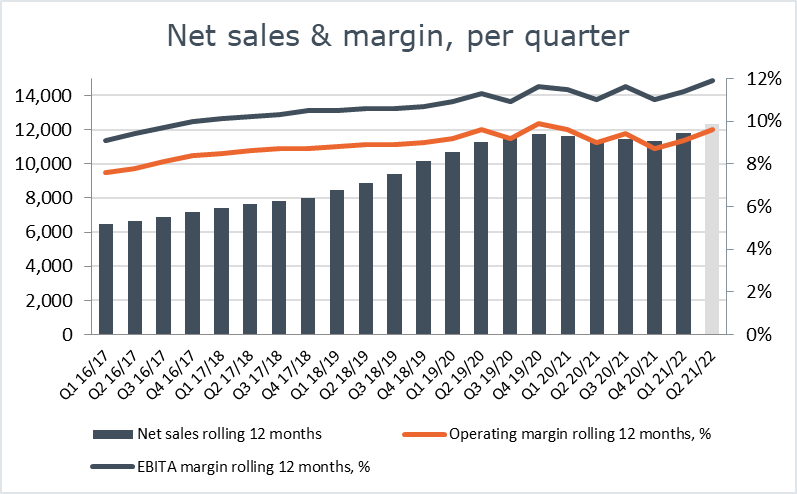 Net sales & margin, per quarter
14,000
12,000
10,000
8,000
6,000
4,000
2,000
0
12%
10%
8%
6%
4%
2%
0%
Q1 16/17
Q2 16/17
Q3 16/17
Q4 16/17
Q1 17/18
Q2 17/18
Q3 17/18
Q4 17/18
Q1 18/19
Q2 18/19
Q3 18/19
Q4 18/19
Q1 19/20
Q2 19/20
Q3 19/20
Q4 19/20
Q1 20/21
Q2 20/21
Q3 20/21
Q4 20/21
Q1 21/22
Q2 21/22
Net sales rolling 12 months
Operating margin rolling 12 months, %
EBITA margin rolling 12 months, %